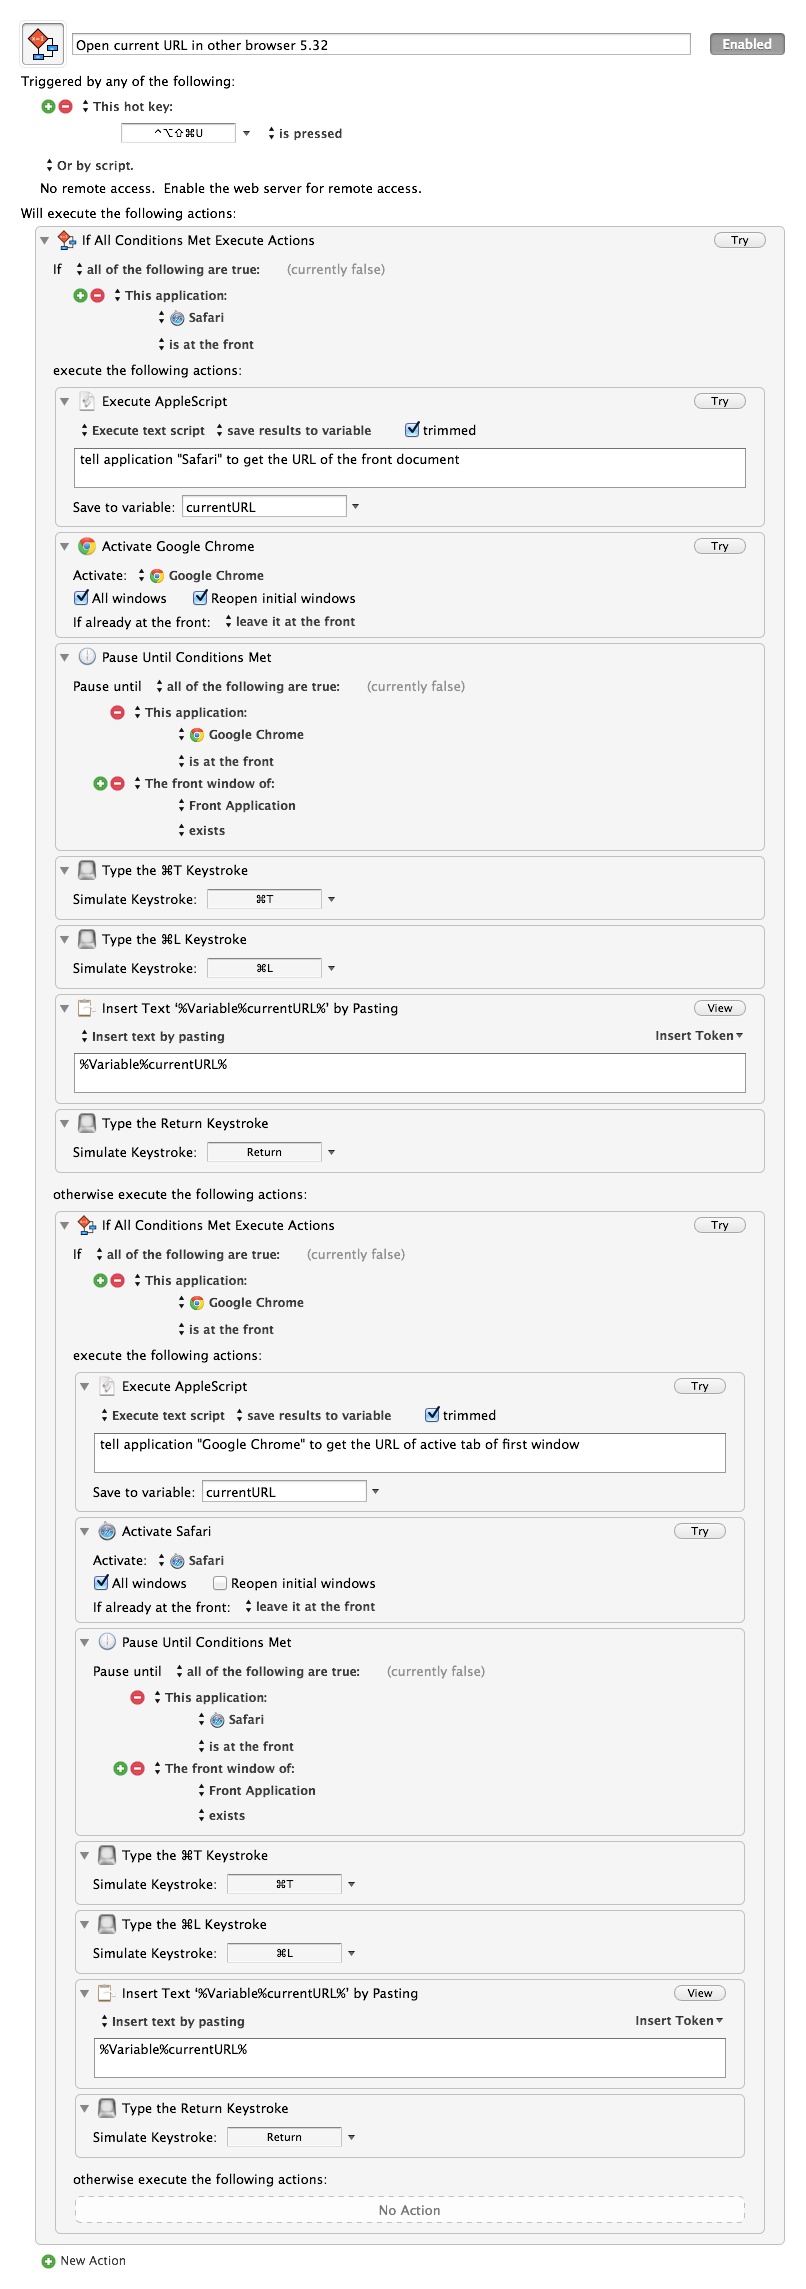 Open current URL in other browser 5.32
Enabled
Triggered by any of the following:
This hot key:
^⌥⇧⌘U is pressed
Or by script.
No remote access. Enable the web server for remote access.
Will execute the following actions:
If All Conditions Met Execute Actions Try
If all of the following are true: (currently false)
This application:
Safari
is at the front
execute the following actions:
Execute AppleScript Try
Execute text script save results to variable trimmed
tell application "Safari" to get the URL of the front document
Save to variable: currentURL
Activate Google Chrome Try
Activate: Google Chrome
All windows Reopen initial windows
If already at the front: leave it at the front
Pause Until Conditions Met
Pause until all of the following are true: (currently false)
This application:
Google Chrome
is at the front
The front window of:
Front Application
exists
Type the ⌘T Keystroke
Simulate Keystroke: ⌘T
Type the ⌘L Keystroke
Simulate Keystroke: ⌘L
Insert Text ‘%Variable%currentURL%’ by Pasting View
Insert text by pasting Insert Token
%Variable%currentURL%
Type the Return Keystroke
Simulate Keystroke: Return
otherwise execute the following actions:
If All Conditions Met Execute Actions Try
If all of the following are true: (currently false)
This application:
Google Chrome
is at the front
execute the following actions:
Execute AppleScript Try
Execute text script save results to variable trimmed
tell application "Google Chrome" to get the URL of active tab of first window
Save to variable: currentURL
Activate Safari Try
Activate: Safari
All windows Reopen initial windows
If already at the front: leave it at the front
Pause Until Conditions Met
Pause until all of the following are true: (currently false)
This application:
Safari
is at the front
The front window of:
Front Application
exists
Type the ⌘T Keystroke
Simulate Keystroke: ⌘T
Type the ⌘L Keystroke
Simulate Keystroke: ⌘L
Insert Text ‘%Variable%currentURL%’ by Pasting View
Insert text by pasting Insert Token
%Variable%currentURL%
Type the Return Keystroke
Simulate Keystroke: Return
otherwise execute the following actions:
No Action
New Action